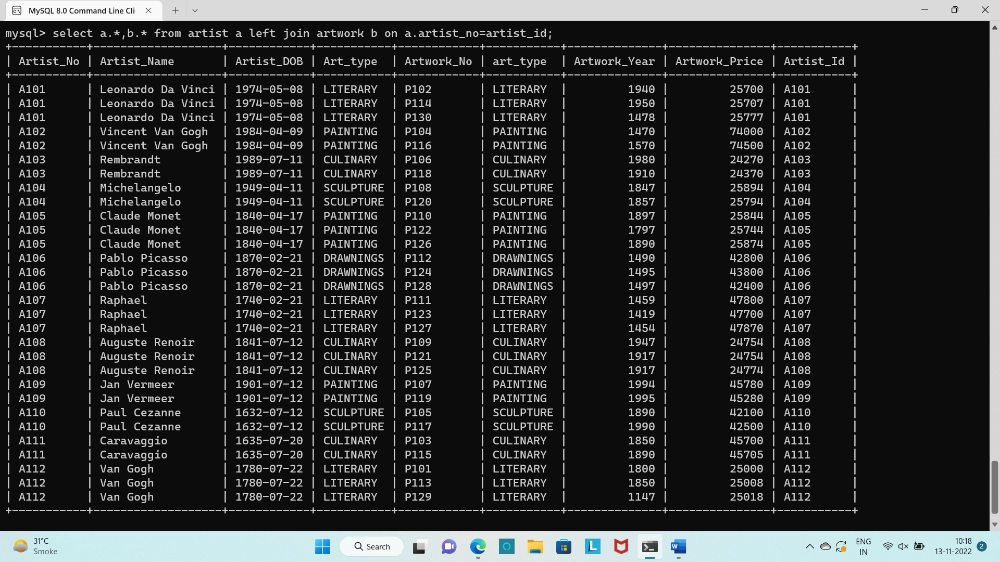 MySQL 8.0 Command Line Cli
mysql> select a.*,b.* from artist a left join artwork b on a.artist_no=artist_id;
+-----------+-------------------+------------+-----------+------------+-----------+--------------+---------------+-----------+
| Artist_No | Artist_Name       | Artist_DOB | Art_type  | Artwork_No | art_type  | Artwork_Year | Artwork_Price | Artist_Id |
+-----------+-------------------+------------+-----------+------------+-----------+--------------+---------------+-----------+
| A101      | Leonardo Da Vinci | 1974-05-08 | LITERARY  | P102       | LITERARY  |         1940 |         25700 | A101      |
| A101      | Leonardo Da Vinci | 1974-05-08 | LITERARY  | P114       | LITERARY  |         1950 |         25707 | A101      |
| A101      | Leonardo Da Vinci | 1974-05-08 | LITERARY  | P130       | LITERARY  |         1478 |         25777 | A101      |
| A102      | Vincent Van Gogh  | 1984-04-09 | PAINTING  | P104       | PAINTING  |         1470 |         74000 | A102      |
| A102      | Vincent Van Gogh  | 1984-04-09 | PAINTING  | P116       | PAINTING  |         1570 |         74500 | A102      |
| A103      | Rembrandt         | 1989-07-11 | CULINARY  | P106       | CULINARY  |         1980 |         24270 | A103      |
| A103      | Rembrandt         | 1989-07-11 | CULINARY  | P118       | CULINARY  |         1910 |         24370 | A103      |
| A104      | Michelangelo      | 1949-04-11 | SCULPTURE | P108       | SCULPTURE |         1847 |         25894 | A104      |
| A104      | Michelangelo      | 1949-04-11 | SCULPTURE | P120       | SCULPTURE |         1857 |         25794 | A104      |
| A105      | Claude Monet      | 1840-04-17 | PAINTING  | P110       | PAINTING  |         1897 |         25844 | A105      |
| A105      | Claude Monet      | 1840-04-17 | PAINTING  | P122       | PAINTING  |         1797 |         25744 | A105      |
| A105      | Claude Monet      | 1840-04-17 | PAINTING  | P126       | PAINTING  |         1890 |         25874 | A105      |
| A106      | Pablo Picasso     | 1870-02-21 | DRAWNINGS | P112       | DRAWNINGS |         1490 |         42800 | A106      |
| A106      | Pablo Picasso     | 1870-02-21 | DRAWNINGS | P124       | DRAWNINGS |         1495 |         43800 | A106      |
| A106      | Pablo Picasso     | 1870-02-21 | DRAWNINGS | P128       | DRAWNINGS |         1497 |         42400 | A106      |
| A107      | Raphael           | 1740-02-21 | LITERARY  | P111       | LITERARY  |         1459 |         47800 | A107      |
| A107      | Raphael           | 1740-02-21 | LITERARY  | P123       | LITERARY  |         1419 |         47700 | A107      |
| A107      | Raphael           | 1740-02-21 | LITERARY  | P127       | LITERARY  |         1454 |         47870 | A107      |
| A108      | Auguste Renoir    | 1841-07-12 | CULINARY  | P109       | CULINARY  |         1947 |         24754 | A108      |
| A108      | Auguste Renoir    | 1841-07-12 | CULINARY  | P121       | CULINARY  |         1917 |         24754 | A108      |
| A108      | Auguste Renoir    | 1841-07-12 | CULINARY  | P125       | CULINARY  |         1917 |         24774 | A108      |
| A109      | Jan Vermeer       | 1901-07-12 | PAINTING  | P107       | PAINTING  |         1994 |         45780 | A109      |
| A109      | Jan Vermeer       | 1901-07-12 | PAINTING  | P119       | PAINTING  |         1995 |         45280 | A109      |
| A110      | Paul Cezanne      | 1632-07-12 | SCULPTURE | P105       | SCULPTURE |         1890 |         42100 | A110      |
| A110      | Paul Cezanne      | 1632-07-12 | SCULPTURE | P117       | SCULPTURE |         1990 |         42500 | A110      |
| A111      | Caravaggio        | 1635-07-20 | CULINARY  | P103       | CULINARY  |         1850 |         45700 | A111      |
| A111      | Caravaggio        | 1635-07-20 | CULINARY  | P115       | CULINARY  |         1890 |         45705 | A111      |
| A112      | Van Gogh          | 1780-07-22 | LITERARY  | P101       | LITERARY  |         1800 |         25000 | A112      |
| A112      | Van Gogh          | 1780-07-22 | LITERARY  | P113       | LITERARY  |         1850 |         25008 | A112      |
| A112      | Van Gogh          | 1780-07-22 | LITERARY  | P129       | LITERARY  |         1147 |         25018 | A112      |
+-----------+-------------------+------------+-----------+------------+-----------+--------------+---------------+-----------+
31°C
Smoke
Search
L
W
ENG
IN
10:18
13-11-2022
2